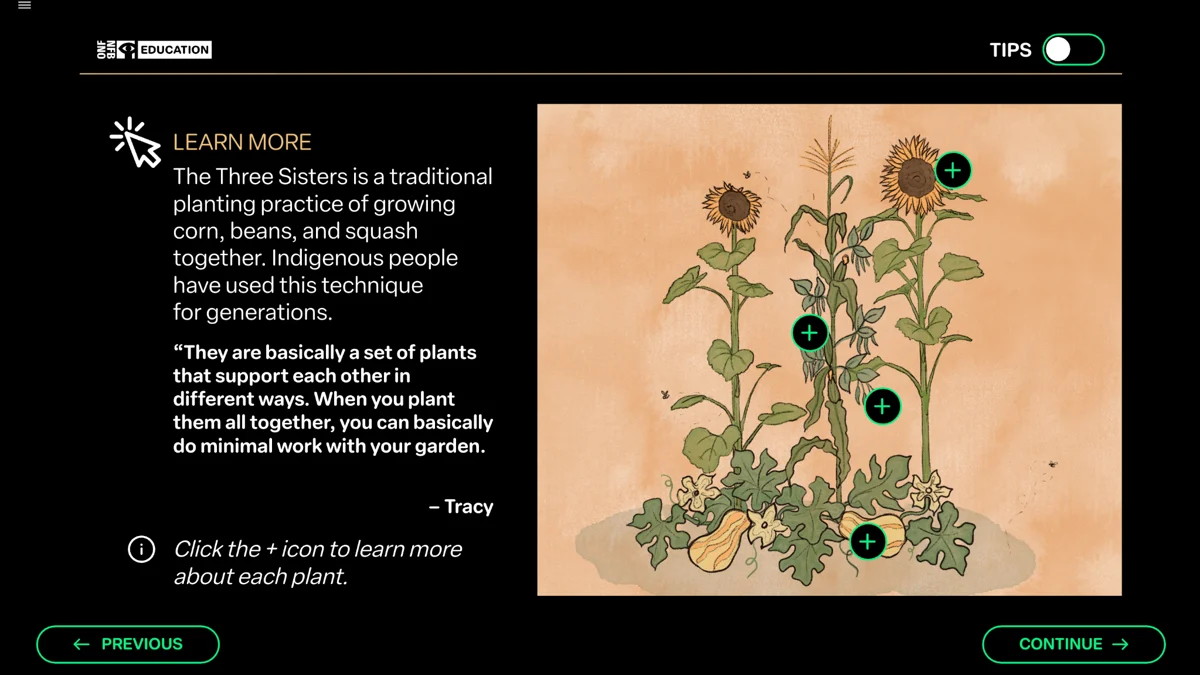 ONF
NFB
EDUCATION
TIPS
LEARN MORE
The Three Sisters is a traditional
planting practice of growing
corn, beans, and squash
together. Indigenous people
have used this technique
for generations.
“They are basically a set of plants
that support each other in
different ways. When you plant
them all together, you can basically
do minimal work with your garden.
– Tracy
Click the + icon to learn more
about each plant.
← PREVIOUS
CONTINUE →